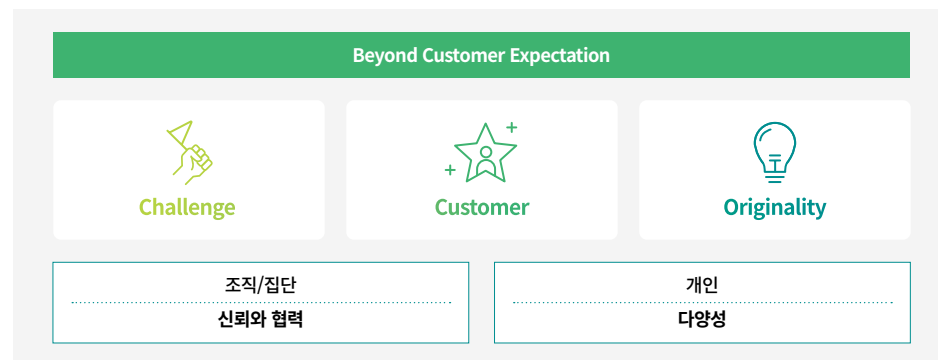 Beyond Customer Expectation
Challenge
Customer
Originality
조직/집단
신뢰와 협력
개인
다양성